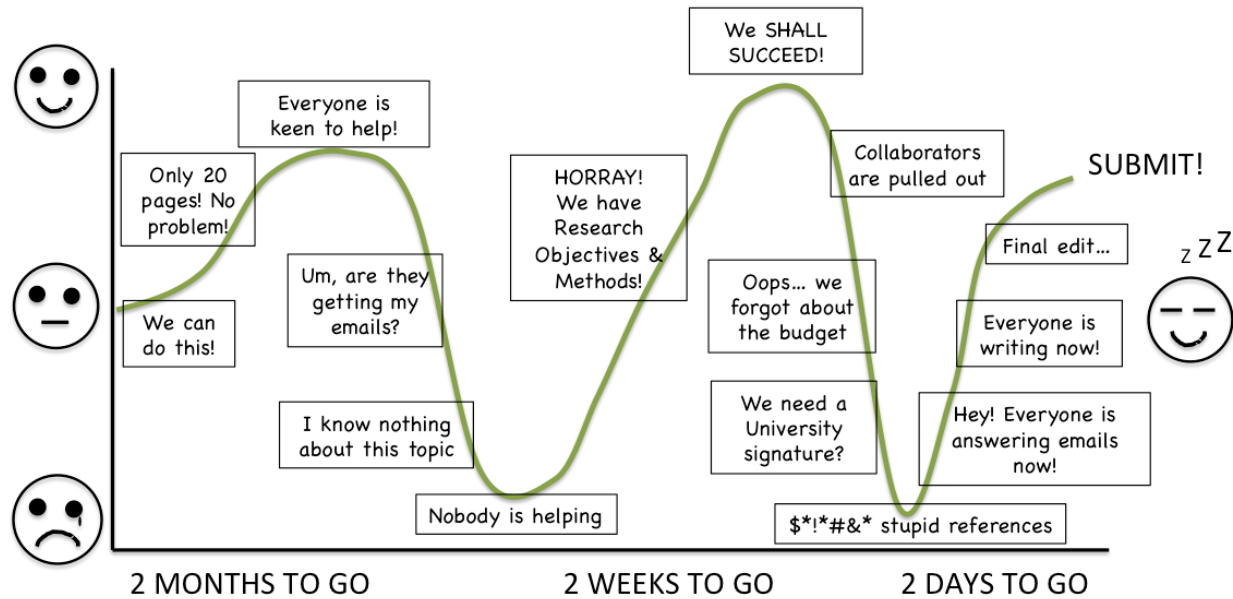 We can
do this!
Only 20
pages! No
problem!
Everyone is
keen to help!
Um, are they
getting my
emails?
I know nothing
about this topic
Nobody is helping
HORRAY!
We have
Research
Objectives &
Methods!
We SHALL
SUCCEED!
Collaborators
are pulled out
Oops... we
forgot about
the budget
We need a
University
signature?
$*!*#&* stupid references
Hey! Everyone is
answering emails
now!
Everyone is
writing now!
Final edit...
SUBMIT!
z z Z
2 MONTHS TO GO
2 WEEKS TO GO
2 DAYS TO GO